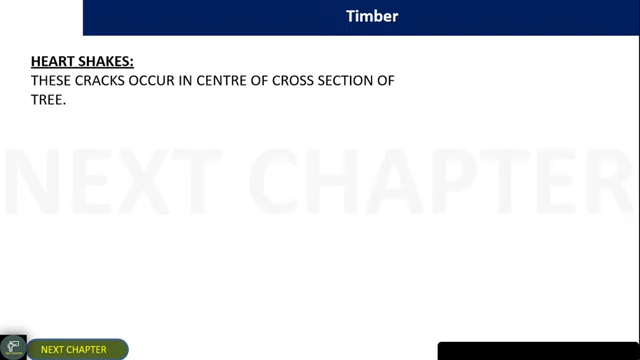 Timber
HEART SHAKES:
THESE CRACKS OCCUR IN CENTRE OF CROSS SECTION OF
TREE.
NEXT CHAPTER
NEXT CHAPTER